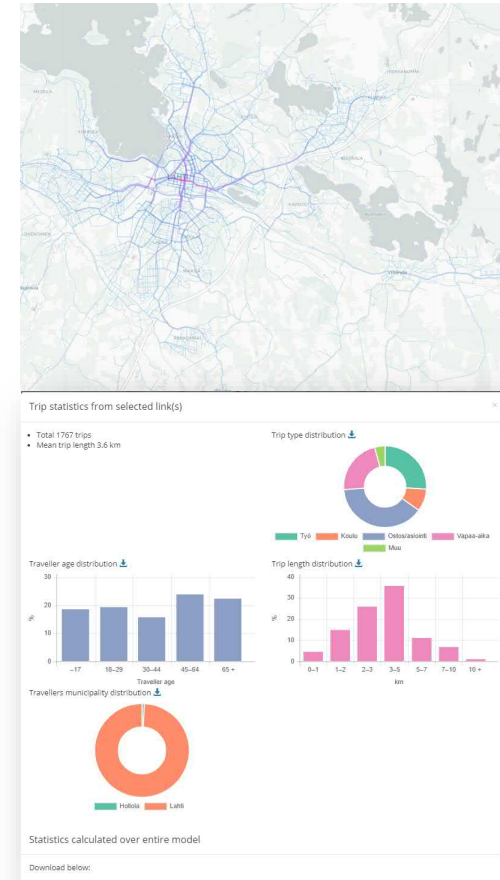 Trip statistics from selected link(s)
×
• Total 1767 trips
• Mean trip length 3.6 km
Trip type distribution
Työ Koulu Ostos/asiointi Vapaa-aika
Muu
Traveller age distribution
30
20
10
0
%
–17 18–29 30–44 45–64 65 +
Traveller age
Trip length distribution
40
30
20
10
0
%
0–1 1–2 2–3 3–5 5–7 7–10 10 +
km
Travellers municipality distribution
Hollola Lahti
Statistics calculated over entire model
Download below: